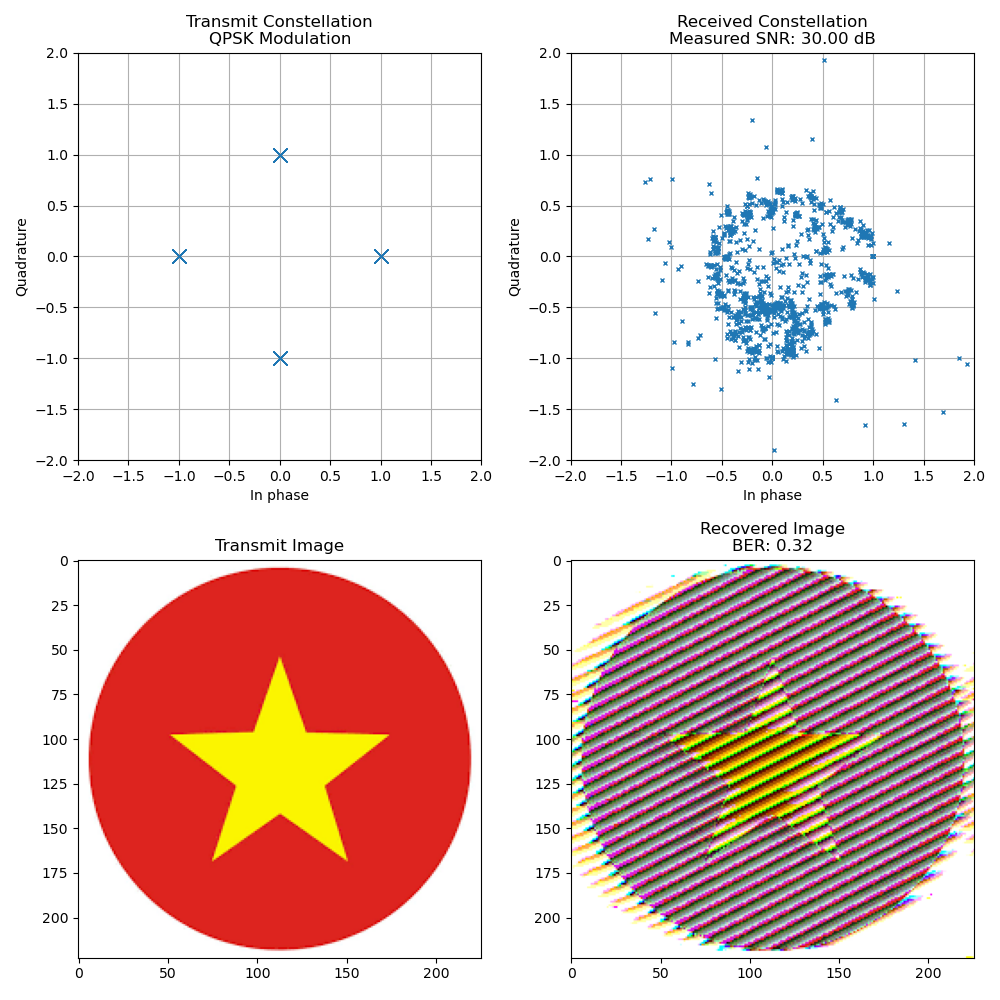 Transmit Constellation
QPSK Modulation
2.0
1.5
1.0
0.5
0.0
−0.5
−1.0
−1.5
−2.0
Quadrature
−2.0 −1.5 −1.0 −0.5 0.0 0.5 1.0 1.5 2.0
In phase
Received Constellation
Measured SNR: 30.00 dB
2.0
1.5
1.0
0.5
0.0
−0.5
−1.0
−1.5
−2.0
Quadrature
−2.0 −1.5 −1.0 −0.5 0.0 0.5 1.0 1.5 2.0
In phase
Transmit Image
0
25
50
75
100
125
150
175
200
0 50 100 150 200
Recovered Image
BER: 0.32
0
25
50
75
100
125
150
175
200
0 50 100 150 200